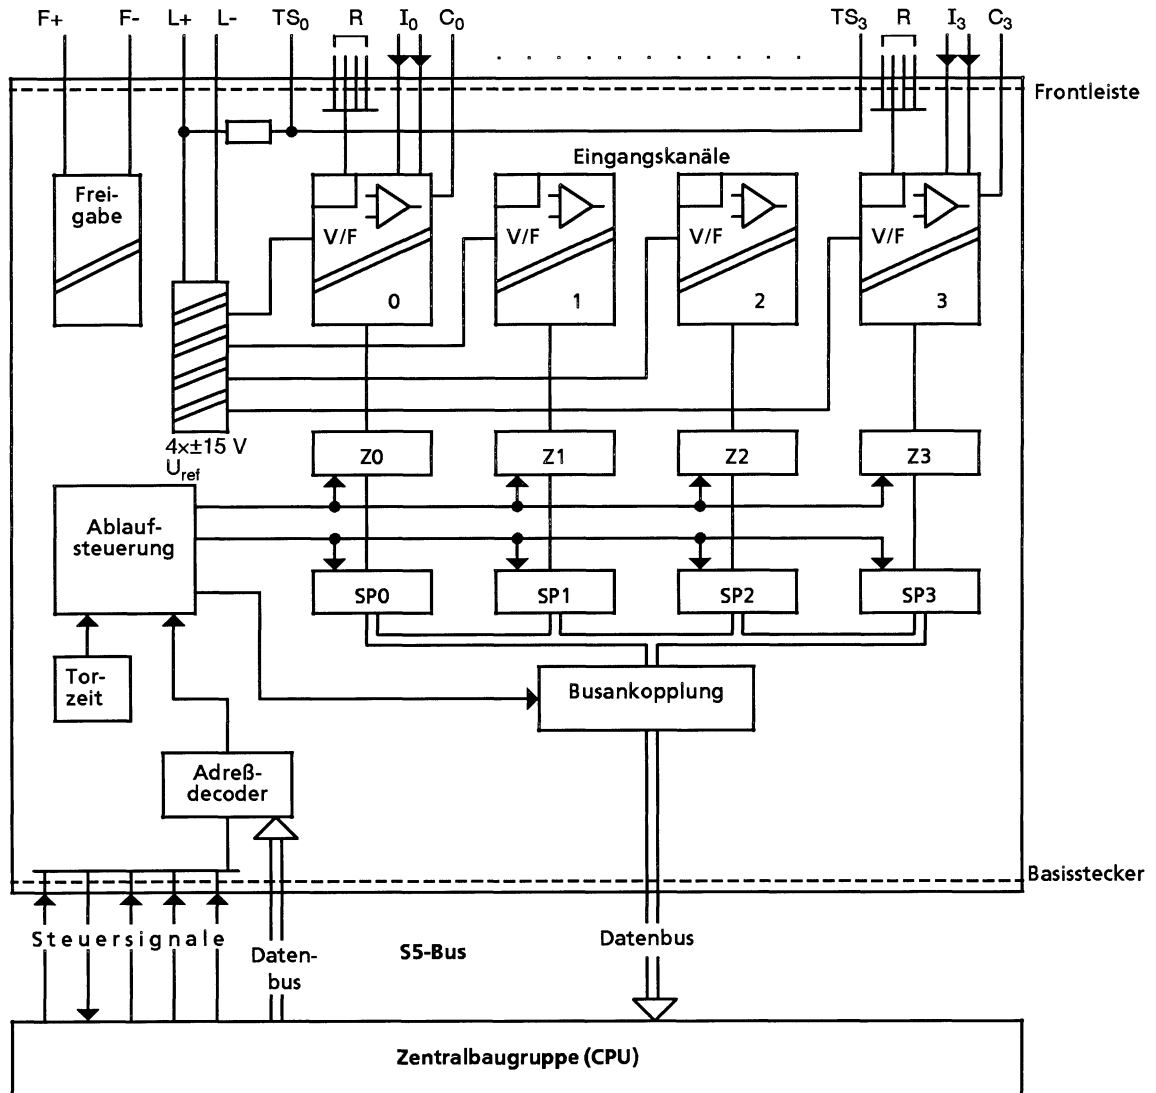 F+ F- L+ L- TS0 R I0 C0 TS3 R I3 C3
Frontleiste
Eingangskanäle
Frei-
gabe
V/F V/F V/F V/F
0 1 2 3
4x±15 V
Uref
Z0 Z1 Z2 Z3
Ablauf-
steuerung
SP0 SP1 SP2 SP3
Tor-
zeit
Busankopplung
Adreß-
decoder
Basisstecker
Steuersignale
Daten-
bus
S5-Bus
Datenbus
Zentralbaugruppe (CPU)